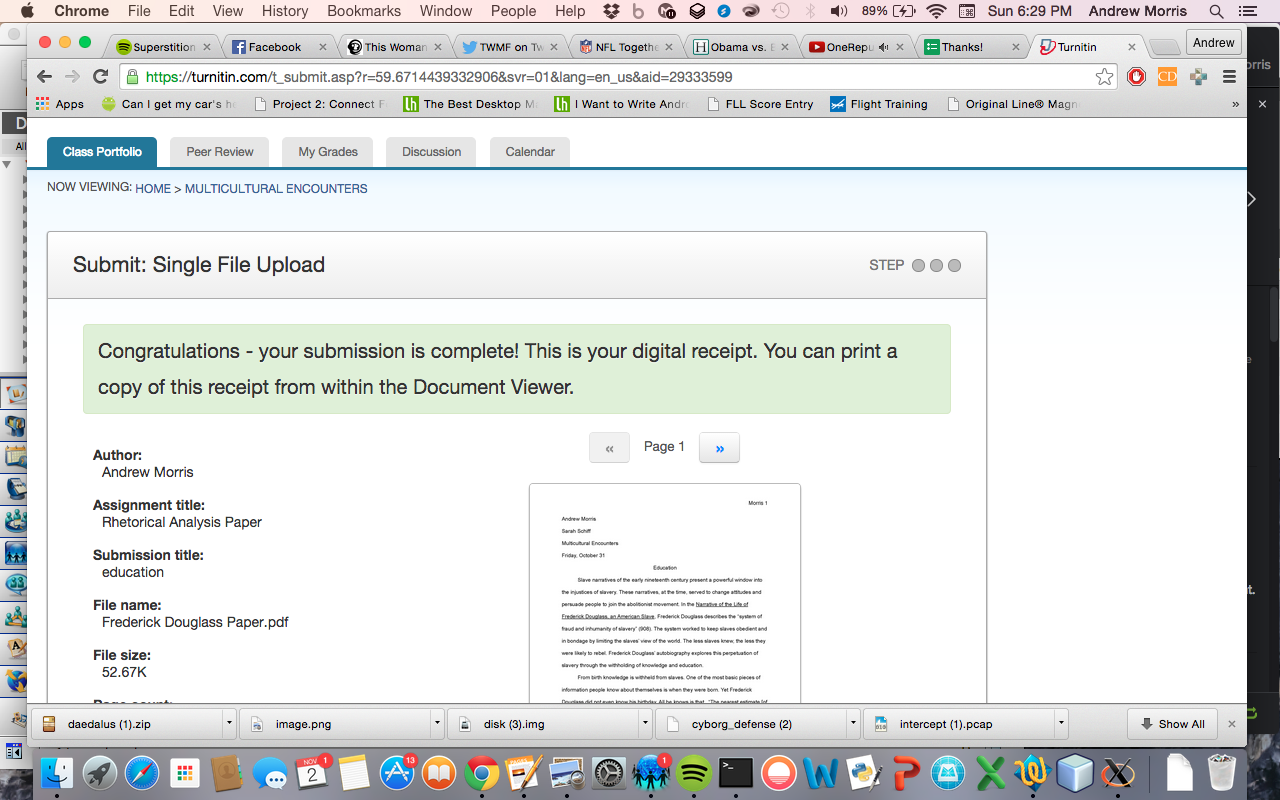 Chrome File Edit View History Bookmarks Window People Help 11 89% Sun 6:29 PM Andrew Morris
Superstition Facebook This Woman TWMF on Tw NFL Togethe Obama vs. E YouTube OneRepu Thanks! Turnitin Andrew
https://turnitin.com/t_submit.asp?r=59.6714439332906&svr=01&lang=en_us&aid=29333599 CD
Apps Can I get my car's h Project 2: Connect F lh The Best Desktop M lh I Want to Write Andr FLL Score Entry Flight Training Original Line® Magn »
Class Portfolio Peer Review My Grades Discussion Calendar
NOW VIEWING: HOME > MULTICULTURAL ENCOUNTERS
Submit: Single File Upload STEP
Congratulations - your submission is complete! This is your digital receipt. You can print a
copy of this receipt from within the Document Viewer.
« Page 1 »
Author:
Andrew Morris
Assignment title:
Rhetorical Analysis Paper
Submission title:
education
File name:
Frederick Douglass Paper.pdf
File size:
52.67K
Page count:
Morris 1
Andrew Morris
Sarah Schiff
Multicultural Encounters
Friday, October 31
Education
Slave narratives of the early nineteenth century present a powerful window into
the injustices of slavery. These narratives, at the time, served to change attitudes and
persuade people to join the abolitionist movement. In the Narrative of the Life of
Frederick Douglass, an American Slave, Frederick Douglass describes the "system of
fraud and inhumanity of slavery" (908). The system worked to keep slaves obedient and
in bondage by limiting the slaves' view of the world. The less slaves knew, the less they
were likely to rebel. Frederick Douglass' autobiography explores this perpetuation of
slavery through the withholding of knowledge and education.
From birth knowledge is withheld from slaves. One of the most basic pieces of
information people know about themselves is when they were born. Yet Frederick
Douglass did not even know his birthday. All he knows is that, "The nearest estimate [of
daedalus (1).zip image.png disk (3).img cyborg_defense (2) intercept (1).pcap Show All
NOV 2 1 13 1